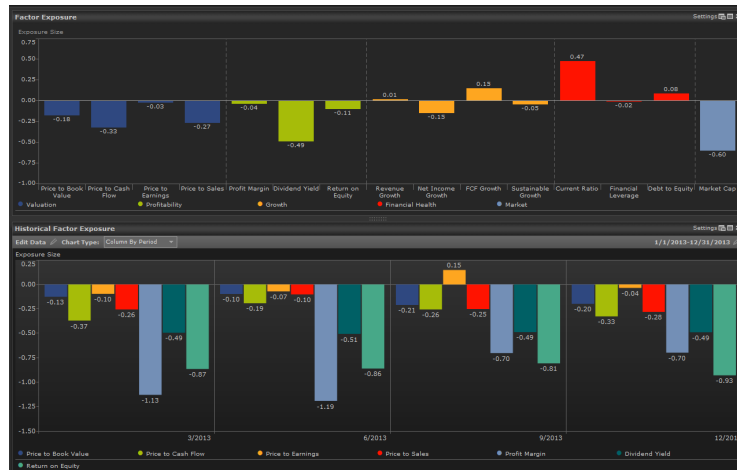 Factor Exposure
Settings
Exposure Size
0.75
0.50
0.25
0.00
-0.25
-0.50
-0.75
-1.00
-0.18
-0.33
-0.03
-0.27
-0.04
-0.49
-0.11
0.01
-0.15
0.15
-0.05
0.47
-0.02
0.08
-0.60
Price to Book Value
Price to Cash Flow
Price to Earnings
Price to Sales
Profit Margin
Dividend Yield
Return on Equity
Revenue Growth
Net Income Growth
FCF Growth
Sustainable Growth
Current Ratio
Financial Leverage
Debt to Equity
Market Cap
Valuation
Profitability
Growth
Financial Health
Market
Historical Factor Exposure
Settings
Edit Data
Chart Type:
Column By Period
1/1/2013-12/31/2013
Exposure Size
0.25
0.00
-0.25
-0.50
-0.75
-1.00
-1.25
-1.50
-0.13
-0.37
-0.10
-0.26
-1.13
-0.49
-0.87
-0.10
-0.19
-0.07
-0.10
-1.19
-0.51
-0.86
-0.21
-0.26
0.15
-0.25
-0.70
-0.49
-0.81
-0.20
-0.33
-0.04
-0.28
-0.70
-0.49
-0.93
3/2013
6/2013
9/2013
12/201
Price to Book Value
Price to Cash Flow
Price to Earnings
Price to Sales
Profit Margin
Dividend Yield
Return on Equity